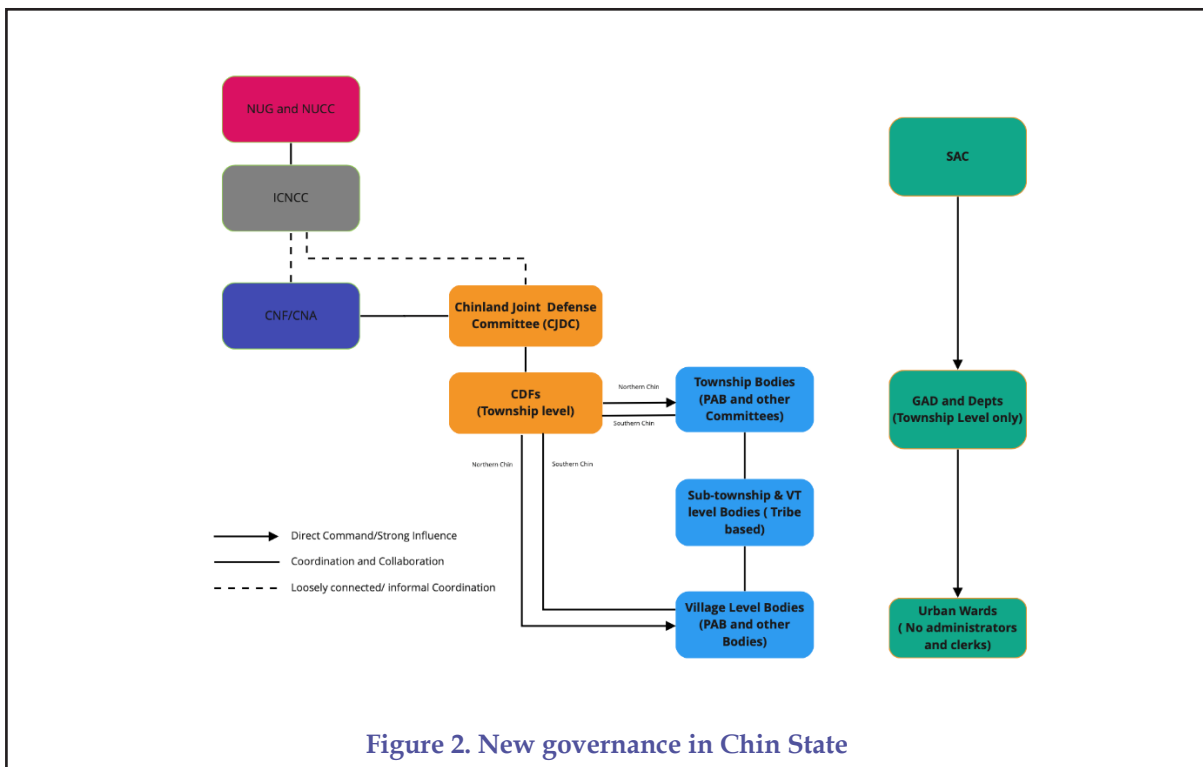 NUG and NUCC
ICNCC
CNF/CNA
Chinland Joint Defense
Committee (CJDC)
CDFs
(Township level)
Northern Chin
Southern Chin
Township Bodies
(PAB and other
Committees)
Northern Chin
Southern Chin
Sub-township & VT
level Bodies ( Tribe
based)
Village Level Bodies
(PAB and other
Bodies)
SAC
GAD and Depts
(Township Level only)
Urban Wards
( No administrators
and clerks)
Direct Command/Strong Influence
Coordination and Collaboration
Loosely connected/ informal Coordination
Figure 2. New governance in Chin State